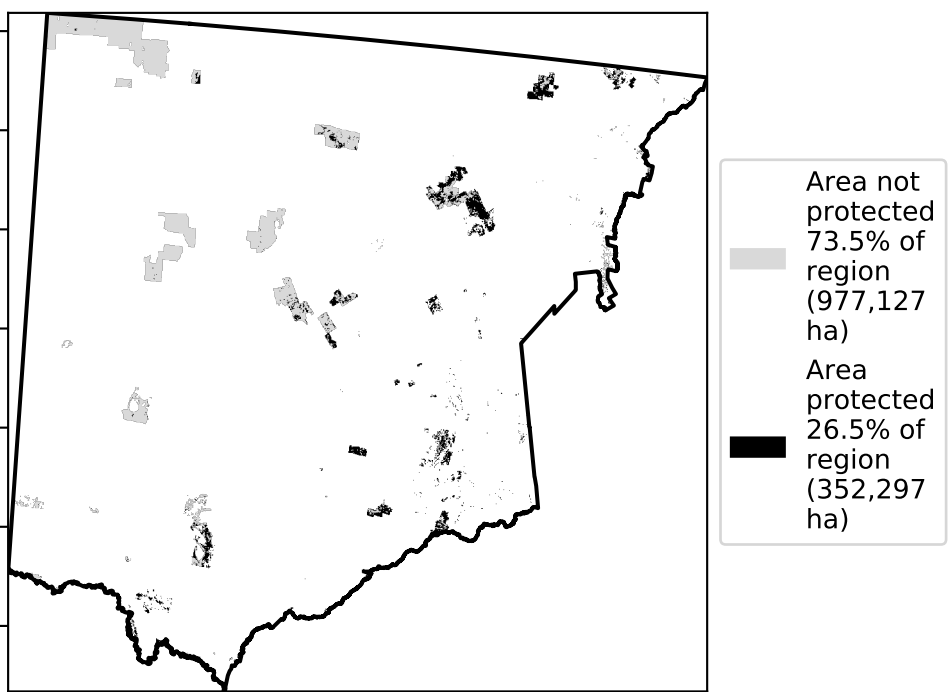 Area not
protected
73.5% of
region
(977,127
ha)
Area
protected
26.5% of
region
(352,297
ha)